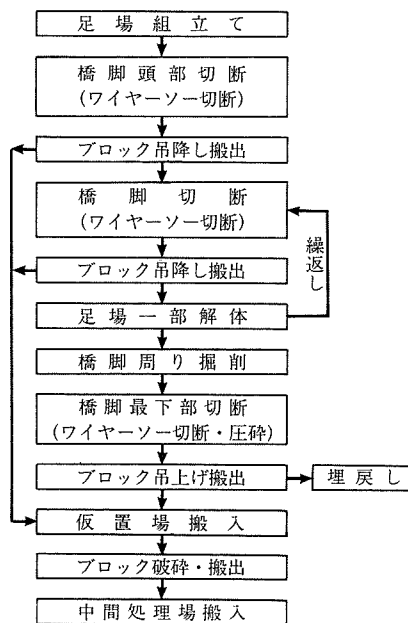 足場組立て
橋脚頭部切断
(ワイヤーソー切断)
ブロック吊降し搬出
橋脚切断
(ワイヤーソー切断)
繰返し
ブロック吊降し搬出
足場一部解体
橋脚周り掘削
橋脚最下部切断
(ワイヤーソー切断・圧砕)
ブロック吊上げ搬出
埋戻し
仮置場搬入
ブロック破砕・搬出
中間処理場搬入